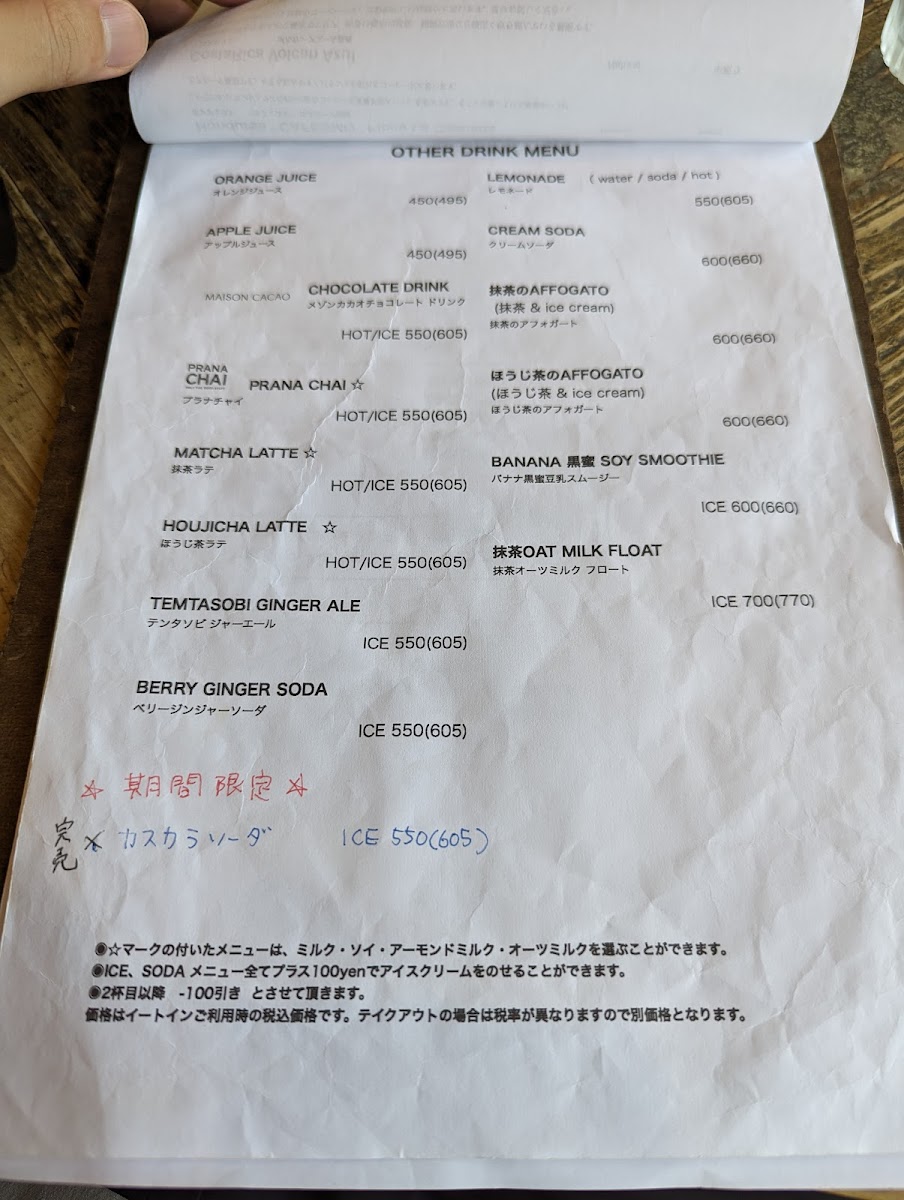 OTHER DRINK MENU
ORANGE JUICE
オレンジジュース
450(495)
APPLE JUICE
アップルジュース
450(495)
MAISON CACAO CHOCOLATE DRINK
メゾンカカオチョコレート ドリンク
HOT/ICE 550(605)
PRANA
CHAI
PRANA CHAI ☆
プラナチャイ
HOT/ICE 550(605)
MATCHA LATTE ☆
抹茶ラテ
HOT/ICE 550(605)
HOUJICHA LATTE ☆
ほうじ茶ラテ
HOT/ICE 550(605)
TEMTASOBI GINGER ALE
テンタソビ ジャーエール
ICE 550(605)
BERRY GINGER SODA
ベリージンジャーソーダ
ICE 550(605)
LEMONADE ( water / soda / hot )
レモネード
550(605)
CREAM SODA
クリームソーダ
600(660)
抹茶のAFFOGATO
(抹茶 & ice cream)
抹茶のアフォガート
600(660)
ほうじ茶のAFFOGATO
(ほうじ茶 & ice cream)
ほうじ茶のアフォガート
600(660)
BANANA 黒蜜 SOY SMOOTHIE
バナナ黒蜜豆乳スムージー
ICE 600(660)
抹茶OAT MILK FLOAT
抹茶オーツミルク フロート
ICE 700(770)
☆ 期間限定 ☆
完売 × カスカラソーダ ICE 550(605)
◉☆マークの付いたメニューは、ミルク・ソイ・アーモンドミルク・オーツミルクを選ぶことができます。
◉ICE、SODA メニュー全てプラス100yenでアイスクリームをのせることができます。
◉2杯目以降 -100引き とさせて頂きます。
価格はイートインご利用時の税込価格です。テイクアウトの場合は税率が異なりますので別価格となります。